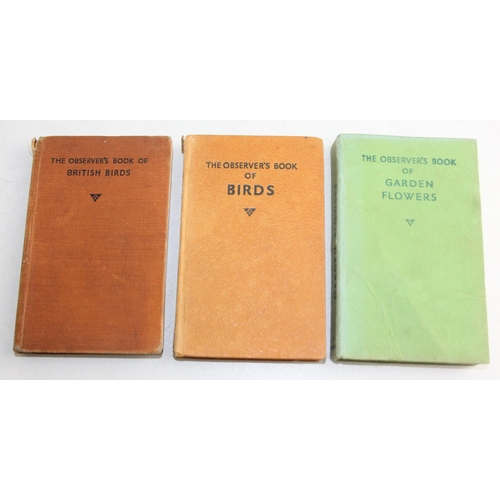 THE OBSERVER'S BOOK OF
BRITISH BIRDS
THE OBSERVER'S BOOK
OF
BIRDS
THE OBSERVER'S BOOK
OF
GARDEN
FLOWERS